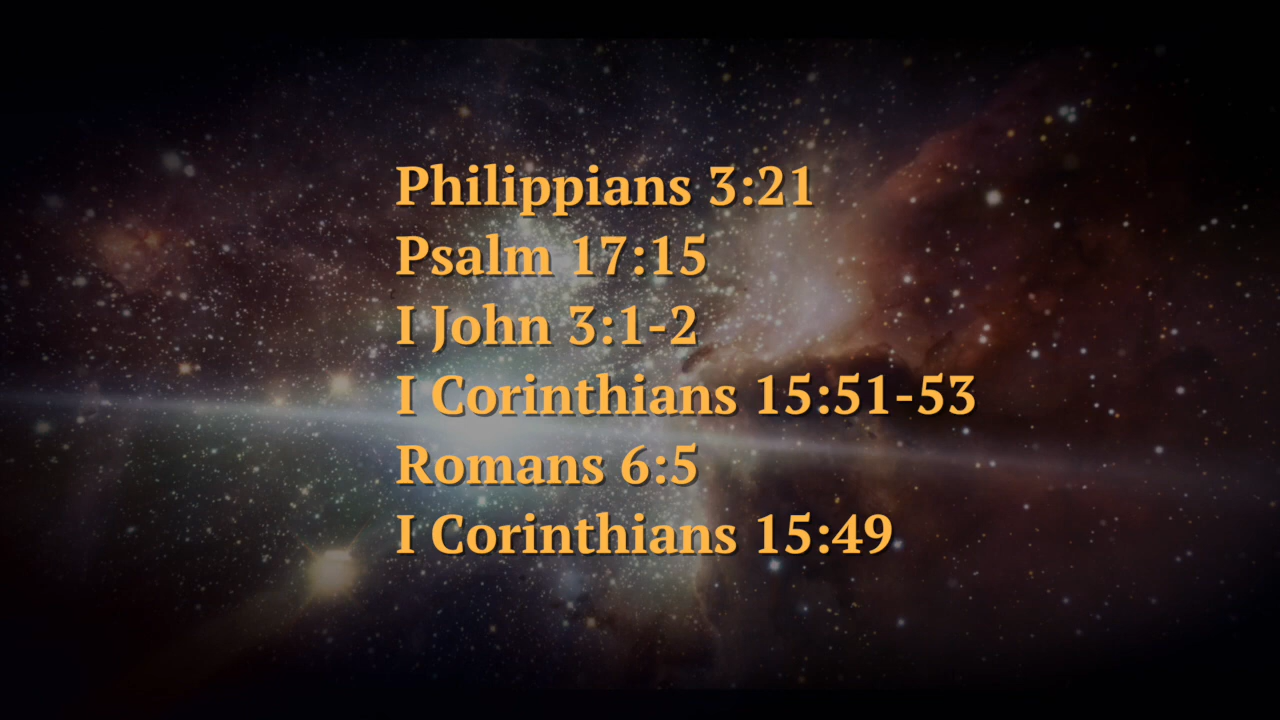 Philippians 3:21
Psalm 17:15
I John 3:1-2
I Corinthians 15:51-53
Romans 6:5
I Corinthians 15:49